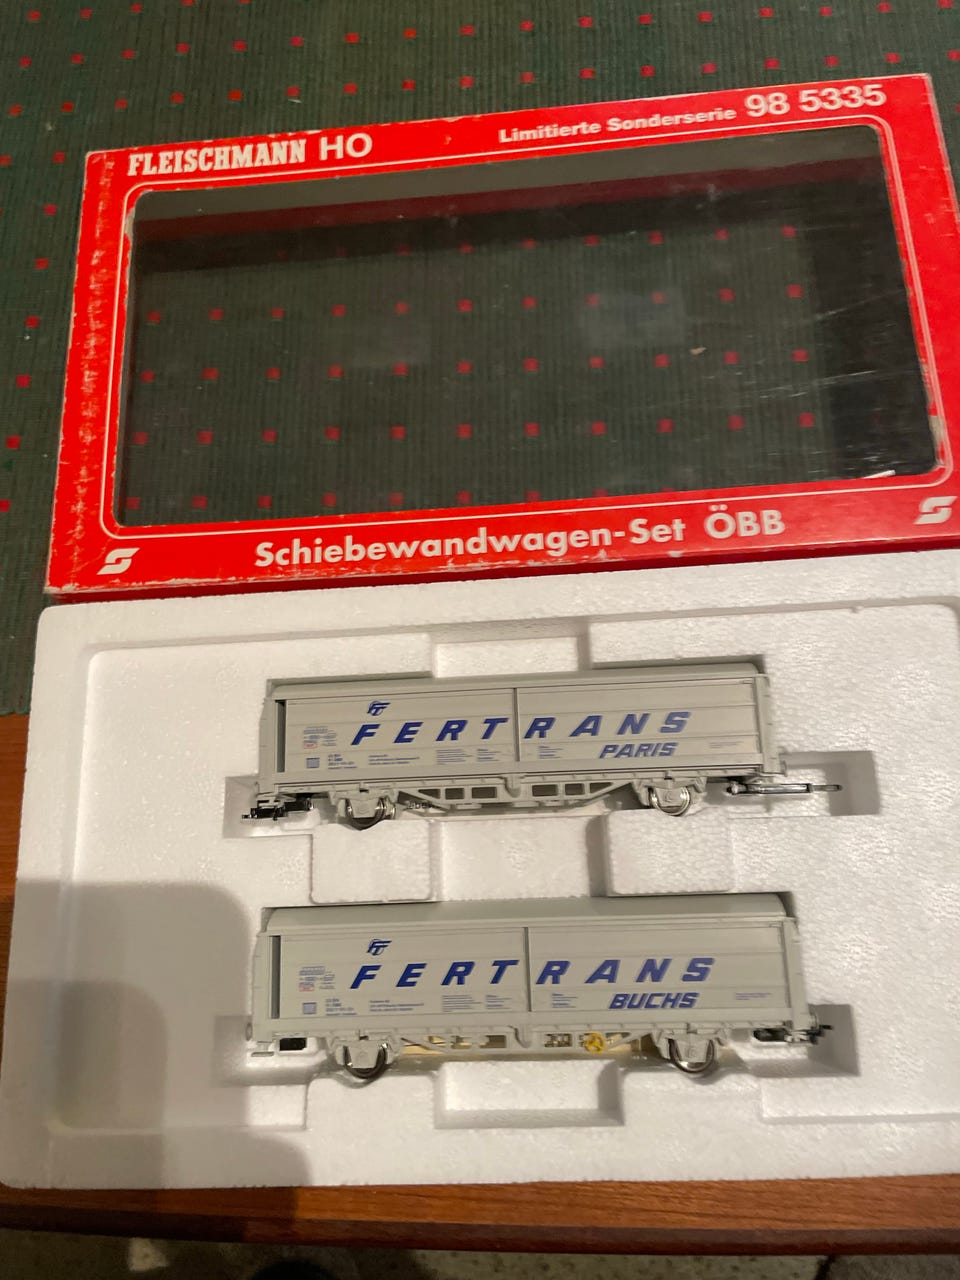 FLEISCHMANN HO
Limitierte Sonderserie 98 5335
Schiebewandwagen-Set ÖBB
FERTRANS
PARIS
FERTRANS
BUCHS